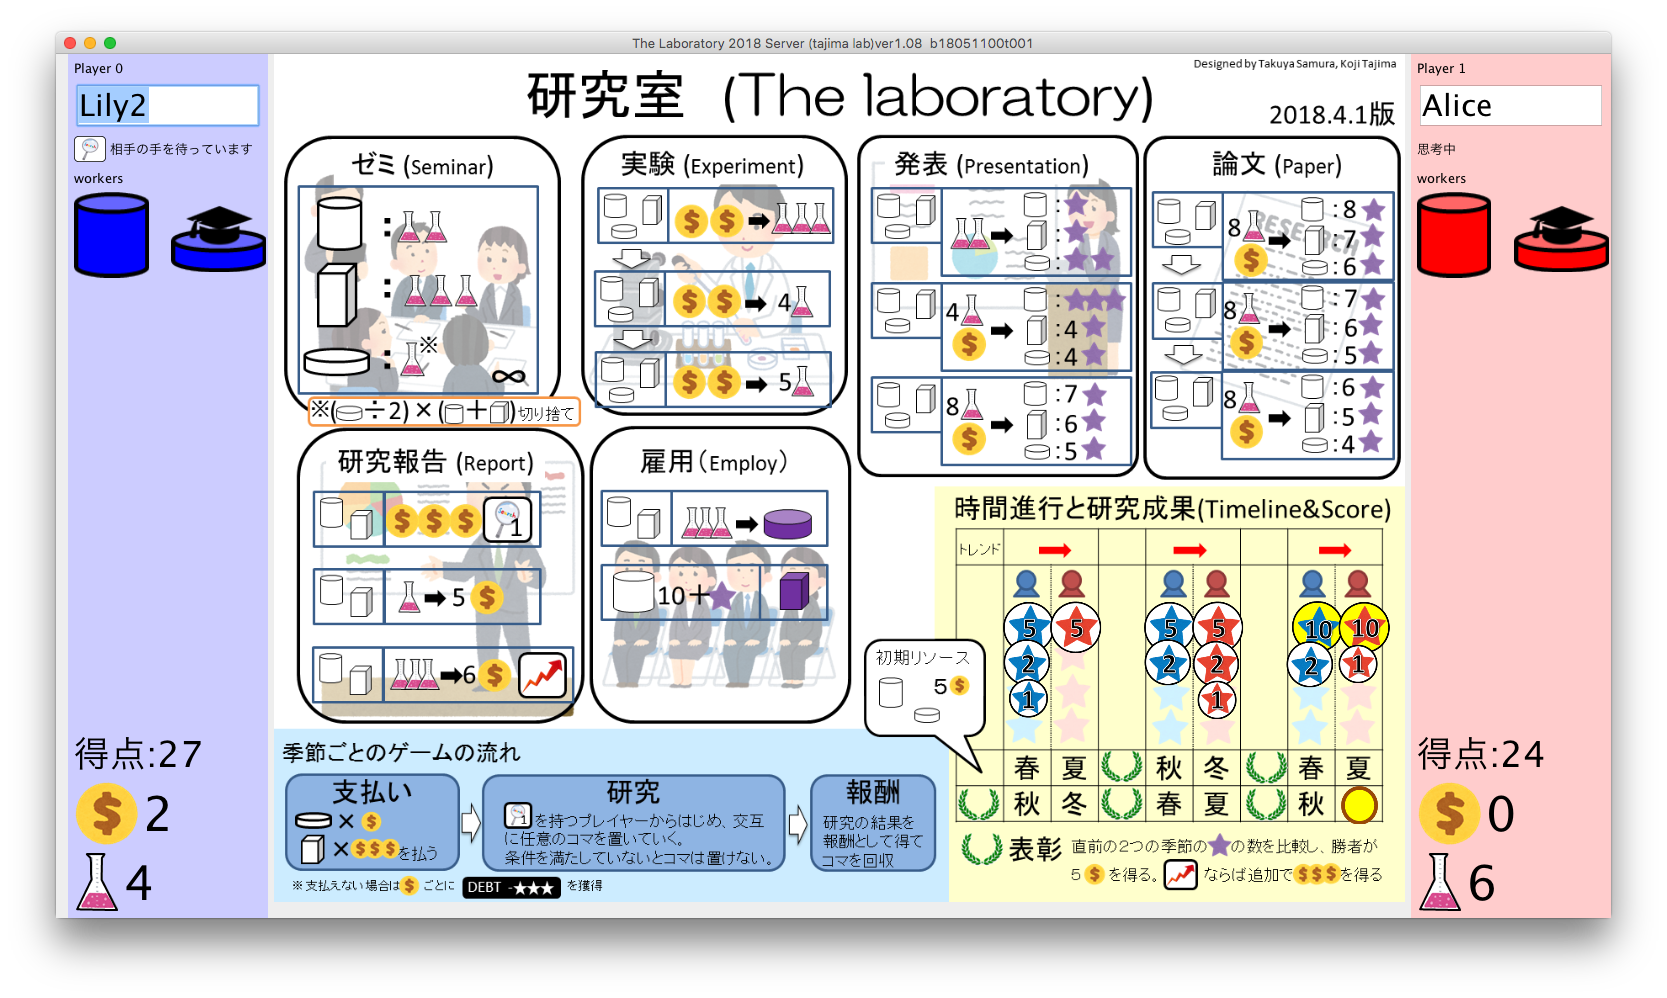 The Laboratory 2018 Server (tajima lab)ver1.08 b18051100t001
Player 0
Lily2
相手の手を待っています
workers
得点:27
2
4
Designed by Takuya Samura, Koji Tajima
研究室 (The laboratory)
2018.4.1版
ゼミ (Seminar)
:
:
: ※
∞
※( ÷2)×( + )切り捨て
実験 (Experiment)
$ $
$ $ 4
$ $ 5
発表 (Presentation)
:
:
:
4 :
$ :4
:4
8 :7
$ :6
:5
論文 (Paper)
RESEARCH
8 :8
$ :7
:6
8 :7
$ :6
:5
8 :6
$ :5
:4
研究報告 (Report)
$ $ $ Search 1
5 $
6 $
雇用(Employ)
10+
時間進行と研究成果(Timeline&Score)
トレンド
5 5 5 5 10 10
2 2 2 2 1
1 1
春 夏 秋 冬 春 夏
秋 冬 春 夏 秋
初期リソース
5 $
表彰
直前の2つの季節の の数を比較し、勝者が
5 $ を得る。 ならば追加で $ $ $ を得る
季節ごとのゲームの流れ
支払い
× $
× $ $ $ を払う
研究
1 を持つプレイヤーからはじめ、交互
に任意のコマを置いていく。
条件を満たしていないとコマは置けない。
報酬
研究の結果を
報酬として得て
コマを回収
※支払えない場合は $ ごとに DEBT -★★★ を獲得
Player 1
Alice
思考中
workers
得点:24
0
6